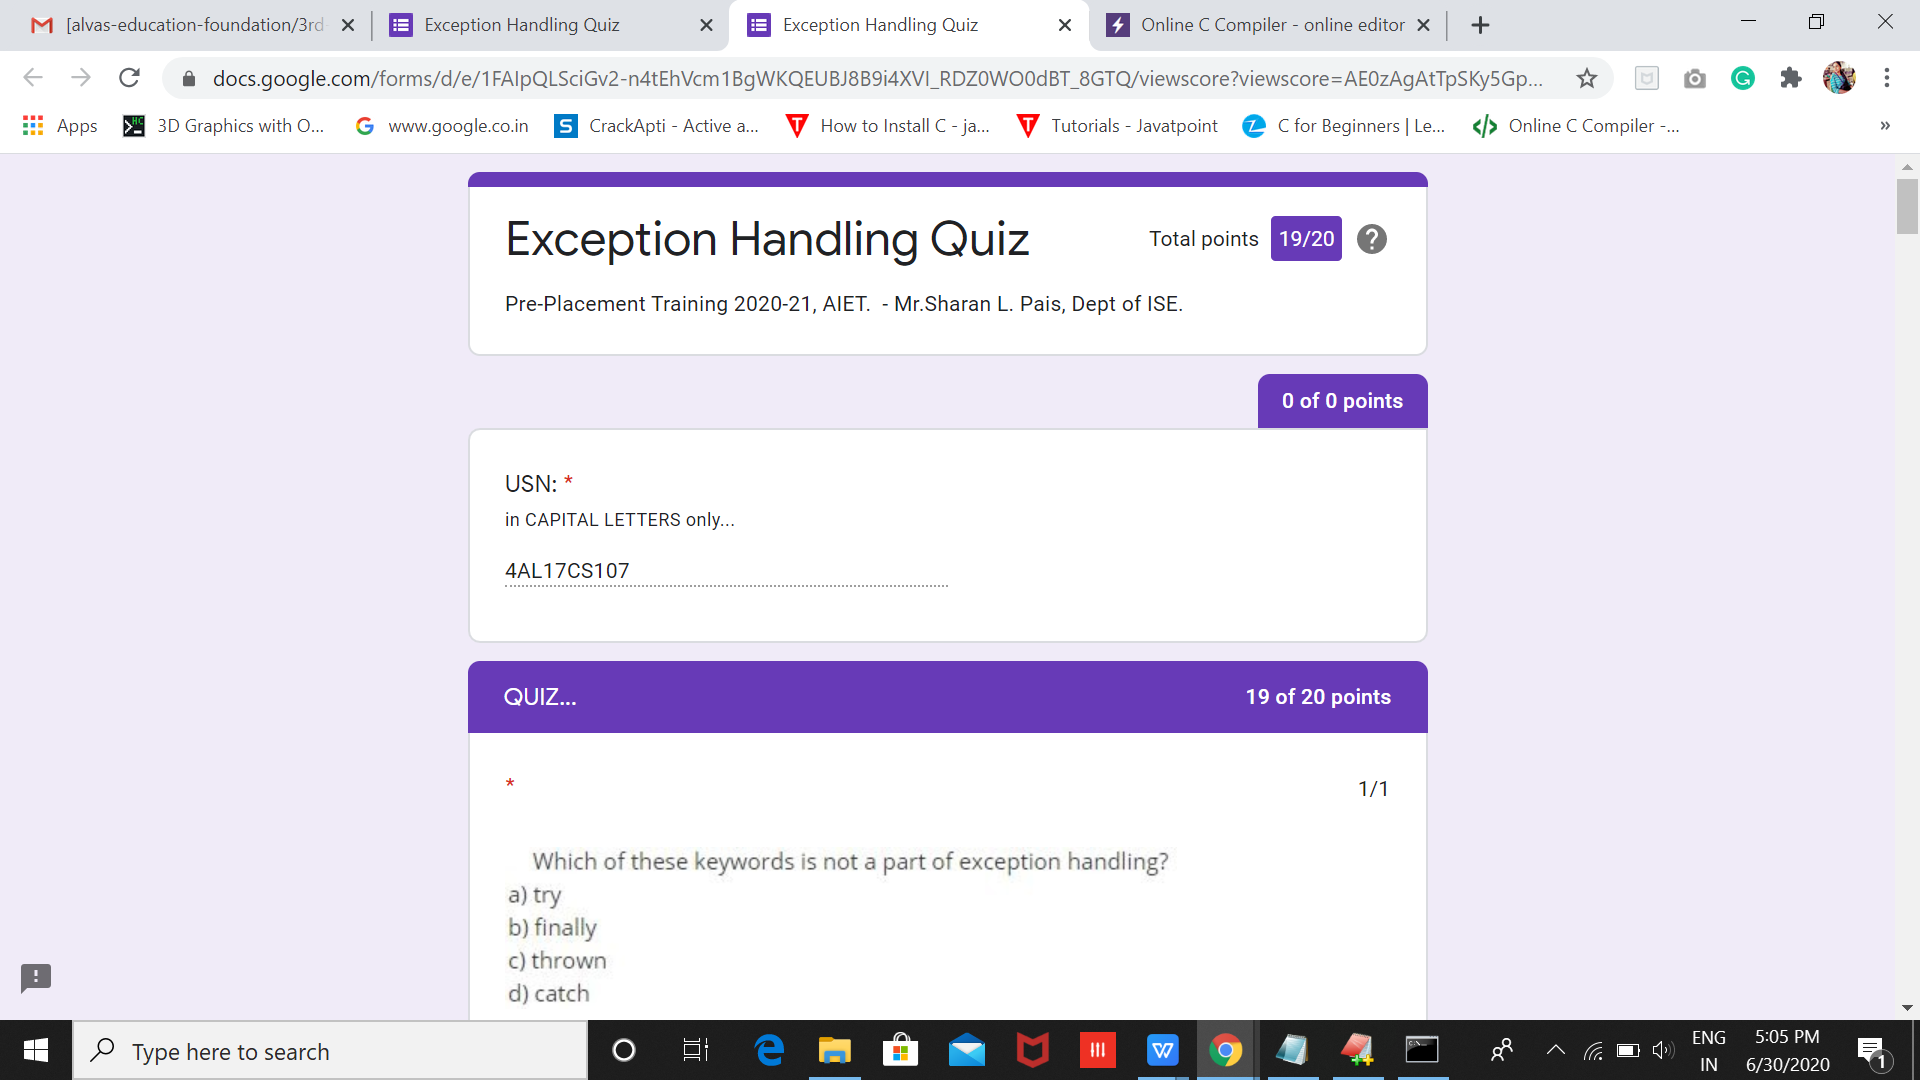 [alvas-education-foundation/3rd
Exception Handling Quiz
Exception Handling Quiz
Online C Compiler - online editor
docs.google.com/forms/d/e/1FAIpQLSciGv2-n4tEhVcm1BgWKQEUBJ8B9i4XVI_RDZ0WO0dBT_8GTQ/viewscore?viewscore=AE0zAgAtTpSKy5Gp...
Apps
3D Graphics with O...
www.google.co.in
CrackApti - Active a...
How to Install C - ja...
Tutorials - Javatpoint
C for Beginners | Le...
Online C Compiler -...
»
Exception Handling Quiz
Total points 19/20
Pre-Placement Training 2020-21, AIET. - Mr.Sharan L. Pais, Dept of ISE.
0 of 0 points
USN: *
in CAPITAL LETTERS only...
4AL17CS107
QUIZ...
19 of 20 points
*
1/1
Which of these keywords is not a part of exception handling?
a) try
b) finally
c) thrown
d) catch
Type here to search
ENG
IN
5:05 PM
6/30/2020
1